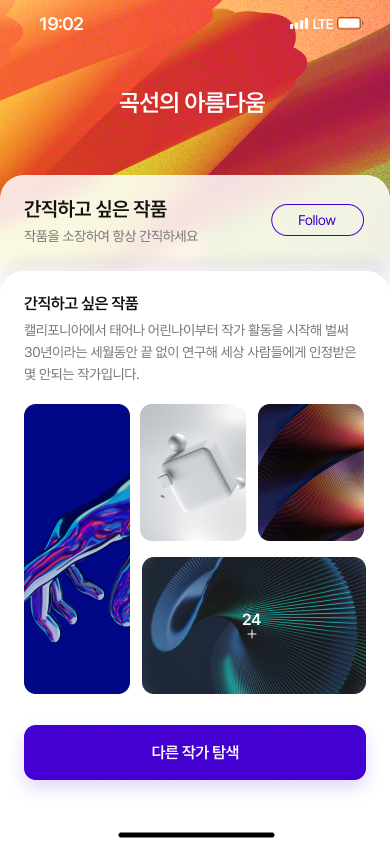 19:02
LTE
곡선의 아름다움
간직하고 싶은 작품
작품을 소장하여 항상 간직하세요
Follow
간직하고 싶은 작품
캘리포니아에서 태어나 어린나이부터 작가 활동을 시작해 벌써
30년이라는 세월동안 끝 없이 연구해 세상 사람들에게 인정받은
몇 안되는 작가입니다.
24
+
다른 작가 탐색